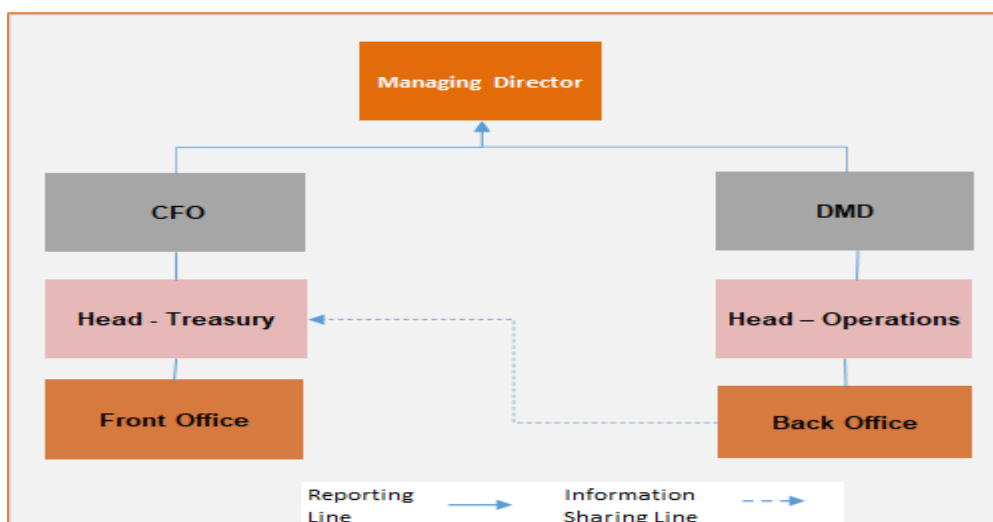 Managing Director
CFO
DMD
Head - Treasury
Head – Operations
Front Office
Back Office
Reporting
Line
Information
Sharing Line